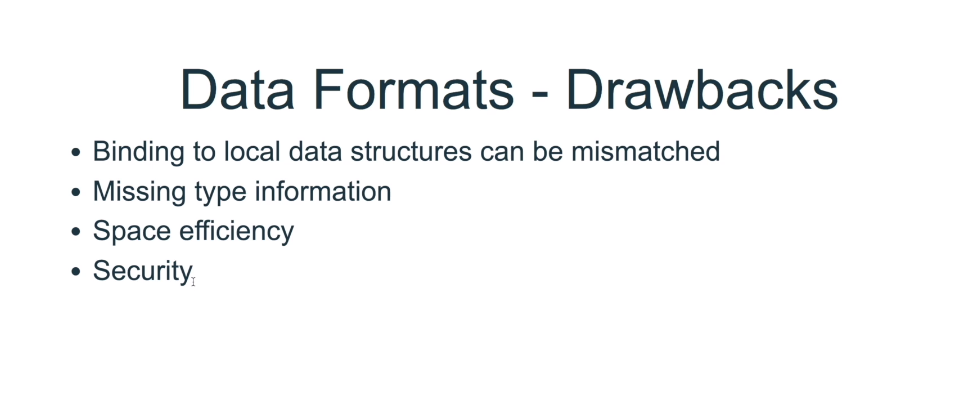 Data Formats - Drawbacks
• Binding to local data structures can be mismatched
• Missing type information
• Space efficiency
• Security